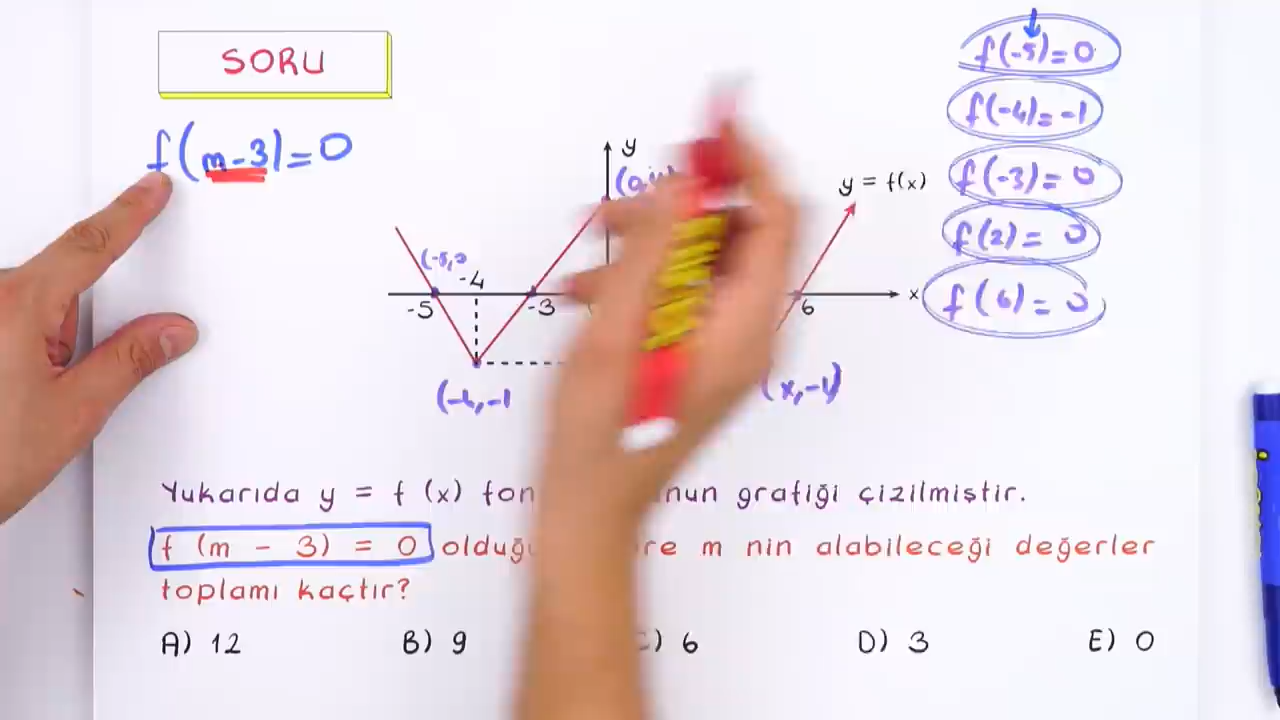 SORU
f(m-3)=0
f(-5)=0
f(-4)=-1
f(-3)=0
f(2)=0
f(6)=0
y
y = f(x)
(-5,0
-4
-5
-3
6
x
(-4,-1
(x,-1)
Yukarıda y = f (x) fon nun grafiği çizilmiştir.
f (m - 3) = 0 olduğu re m nin alabileceği değerler
toplamı kaçtır?
A) 12 B) 9 C) 6 D) 3 E) 0